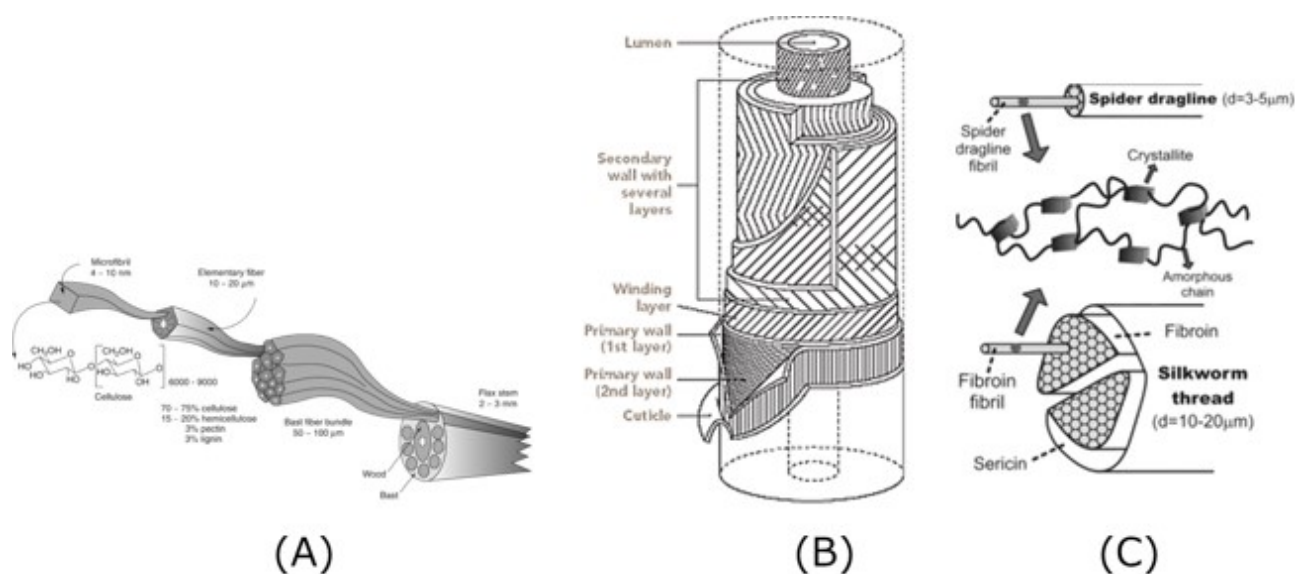 Microfibril
4 – 10 nm
Elementary fiber
10 – 20 µm
CH₂OH
CH₂OH
HO
O
OH
HO
O
HO
OH
O
6000 - 9000
Cellulose
70 – 75% cellulose
15 – 20% hemicellulose
3% pectin
3% lignin
Bast fiber bundle
50 – 100 µm
Flax stem
2 – 3 mm
Wood
Bast
(A)
Lumen
Secondary
wall with
several
layers
Winding
layer
Primary wall
(1st layer)
Primary wall
(2nd layer)
Cuticle
(B)
Spider dragline (d=3-5µm)
Spider
dragline
fibril
Crystallite
Amorphous
chain
Fibroin
Fibroin
fibril
Silkworm
thread
(d=10-20µm)
Sericin
(C)